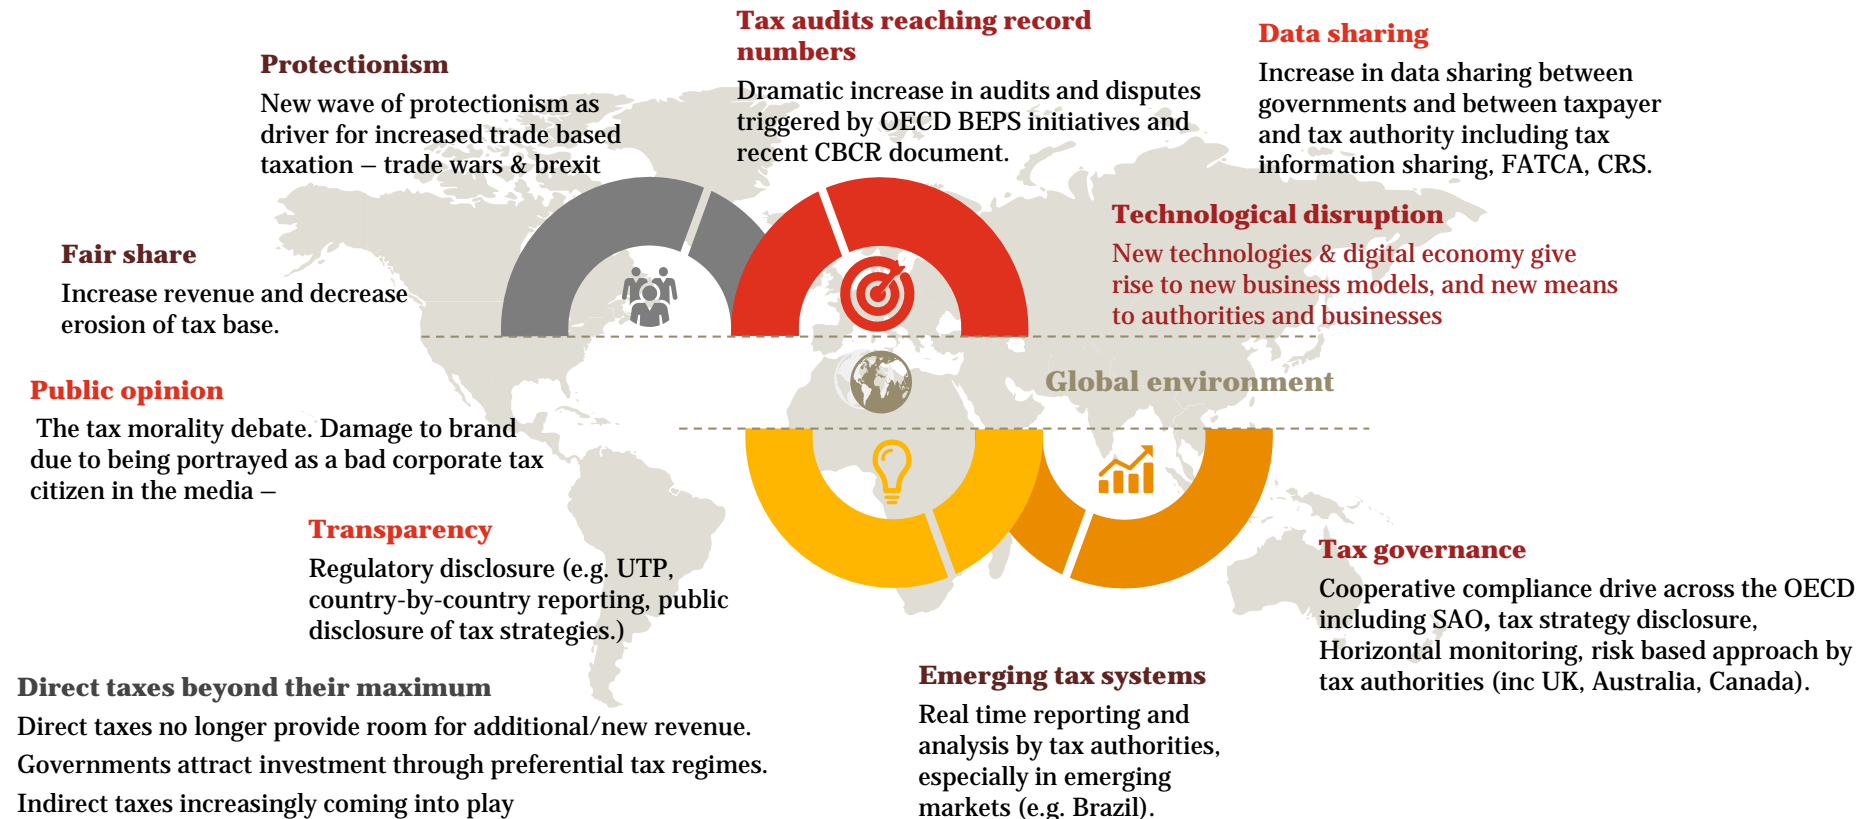 Protectionism
New wave of protectionism as
driver for increased trade based
taxation – trade wars & brexit
Tax audits reaching record
numbers
Dramatic increase in audits and disputes
triggered by OECD BEPS initiatives and
recent CBCR document.
Data sharing
Increase in data sharing between
governments and between taxpayer
and tax authority including tax
information sharing, FATCA, CRS.
Technological disruption
New technologies & digital economy give
rise to new business models, and new means
to authorities and businesses
Fair share
Increase revenue and decrease
erosion of tax base.
Global environment
Public opinion
The tax morality debate. Damage to brand
due to being portrayed as a bad corporate tax
citizen in the media –
Transparency
Regulatory disclosure (e.g. UTP,
country-by-country reporting, public
disclosure of tax strategies.)
Tax governance
Cooperative compliance drive across the OECD
including SAO, tax strategy disclosure,
Horizontal monitoring, risk based approach by
tax authorities (inc UK, Australia, Canada).
Direct taxes beyond their maximum
Direct taxes no longer provide room for additional/new revenue.
Governments attract investment through preferential tax regimes.
Indirect taxes increasingly coming into play
Emerging tax systems
Real time reporting and
analysis by tax authorities,
especially in emerging
markets (e.g. Brazil).